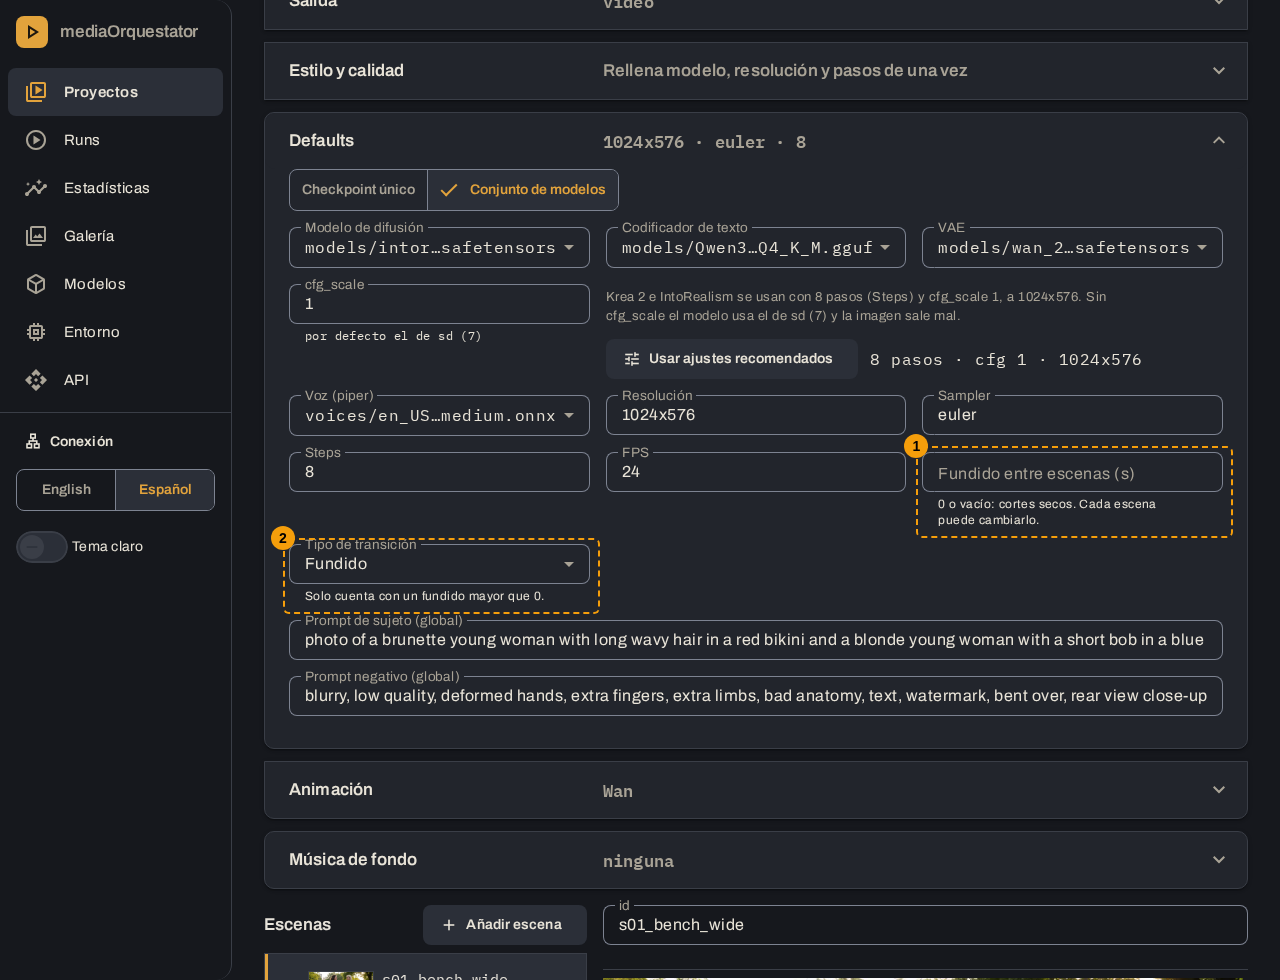 mediaOrquestator
Proyectos
Runs
Estadísticas
Galería
Modelos
Entorno
API
Conexión
English
Español
Tema claro
Salida
video
Estilo y calidad
Rellena modelo, resolución y pasos de una vez
Defaults
1024x576 · euler · 8
Checkpoint único
Conjunto de modelos
Modelo de difusión
models/intor…safetensors
Codificador de texto
models/Qwen3…Q4_K_M.gguf
VAE
models/wan_2…safetensors
cfg_scale
1
por defecto el de sd (7)
Krea 2 e IntoRealism se usan con 8 pasos (Steps) y cfg_scale 1, a 1024x576. Sin
cfg_scale el modelo usa el de sd (7) y la imagen sale mal.
Usar ajustes recomendados
8 pasos · cfg 1 · 1024x576
Voz (piper)
voices/en_US…medium.onnx
Resolución
1024x576
Sampler
euler
Steps
8
FPS
24
1
Fundido entre escenas (s)
0 o vacío: cortes secos. Cada escena
puede cambiarlo.
2
Tipo de transición
Fundido
Solo cuenta con un fundido mayor que 0.
Prompt de sujeto (global)
photo of a brunette young woman with long wavy hair in a red bikini and a blonde young woman with a short bob in a blue
Prompt negativo (global)
blurry, low quality, deformed hands, extra fingers, extra limbs, bad anatomy, text, watermark, bent over, rear view close-up
Animación
Wan
Música de fondo
ninguna
Escenas
Añadir escena
id
s01_bench_wide
s01_bench_wide